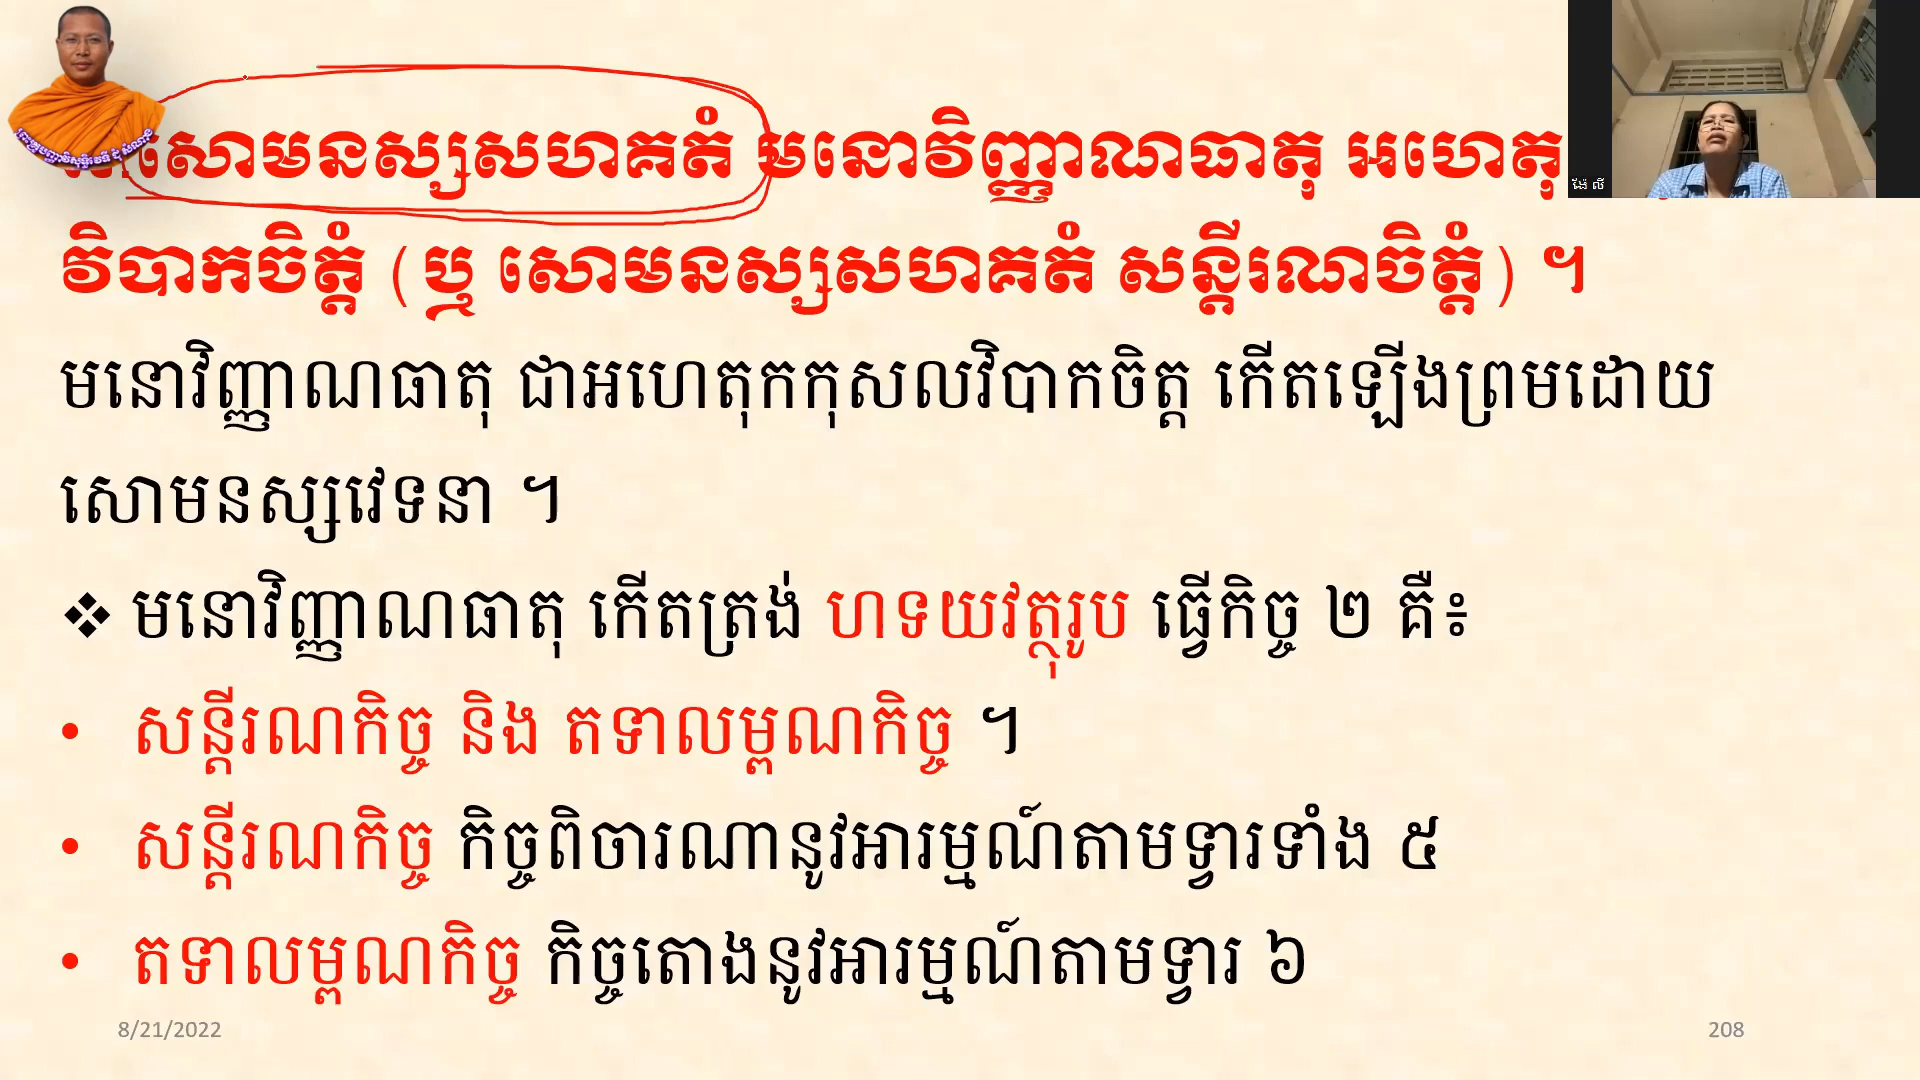 សោមនស្សសហគតំ មនោវិញ្ញាណធាតុ អហេតុ
វិបាកចិត្តំ (ឬ សោមនស្សសហគតំ សន្តីរណចិត្តំ) ។
មនោវិញ្ញាណធាតុ ជាអហេតុកកុសលវិបាកចិត្ត កើតឡើងព្រមដោយ
សោមនស្សវេទនា ។
❖ មនោវិញ្ញាណធាតុ កើតត្រង់ ហទយវត្ថុរូប ធ្វើកិច្ច ២ គឺ៖
• សន្តីរណកិច្ច និង តទាលម្ពណកិច្ច ។
• សន្តីរណកិច្ច កិច្ចពិចារណានូវអារម្មណ៍តាមទ្វារទាំង ៥
• តទាលម្ពណកិច្ច កិច្ចតោងនូវអារម្មណ៍តាមទ្វារ ៦
8/21/2022
208